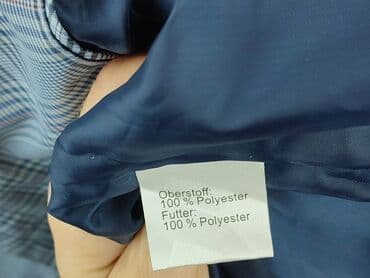 Oberstoff:
100 % Polyester
Futter:
100 % Polyester